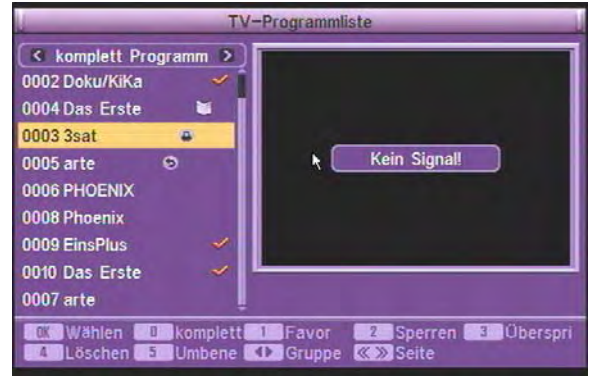 TV-Programmliste
komplett Programm
0002 Doku/KiKa
0004 Das Erste
0003 3sat
0005 arte
0006 PHOENIX
0008 Phoenix
0009 EinsPlus
0010 Das Erste
0007 arte
Kein Signal!
OK Wählen 0 komplett 1 Favor 2 Sperren 3 Überspri
4 Löschen 5 Umbene Gruppe Seite